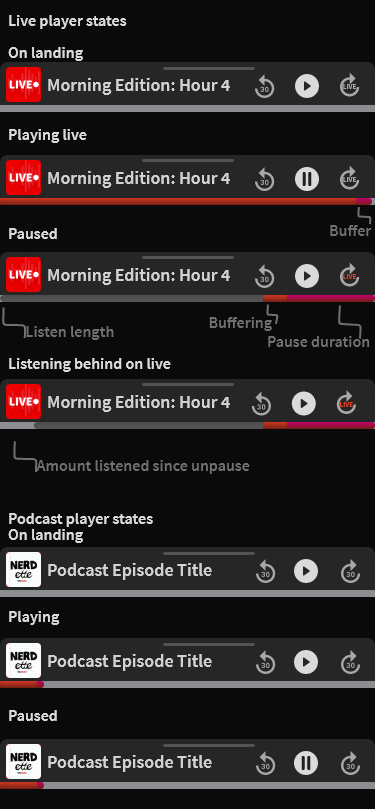 Live player states
On landing
LIVE Morning Edition: Hour 4 30 LIVE
Playing live
LIVE Morning Edition: Hour 4 30 LIVE
Buffer
Paused
LIVE Morning Edition: Hour 4 30 LIVE
Listen length
Buffering
Pause duration
Listening behind on live
LIVE Morning Edition: Hour 4 30 LIVE
Amount listened since unpause
Podcast player states
On landing
NERD
ette
Podcast Episode Title 30 30
Playing
NERD
ette
Podcast Episode Title 30 30
Paused
NERD
ette
Podcast Episode Title 30 30